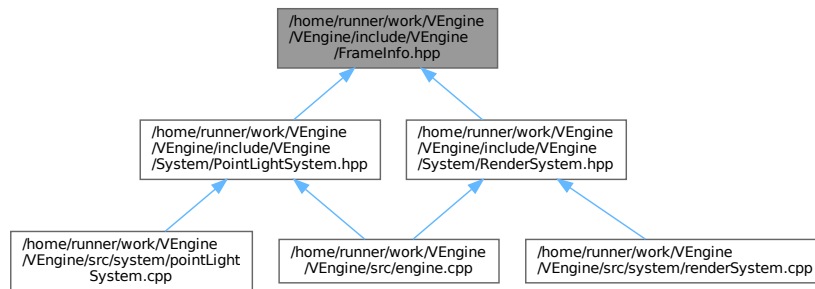 /home/runner/work/VEngine
/VEngine/include/VEngine
/FrameInfo.hpp
/home/runner/work/VEngine
/VEngine/include/VEngine
/System/PointLightSystem.hpp
/home/runner/work/VEngine
/VEngine/include/VEngine
/System/RenderSystem.hpp
/home/runner/work/VEngine
/VEngine/src/system/pointLight
System.cpp
/home/runner/work/VEngine
/VEngine/src/engine.cpp
/home/runner/work/VEngine
/VEngine/src/system/renderSystem.cpp